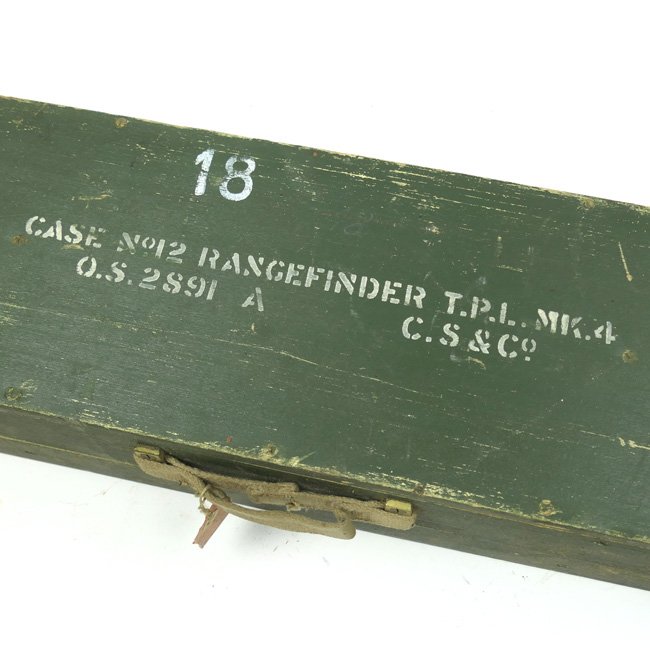 18
CASE Nº12 RANGEFINDER T.P.L. MK.4
O.S. 2891 A C.S & Cº